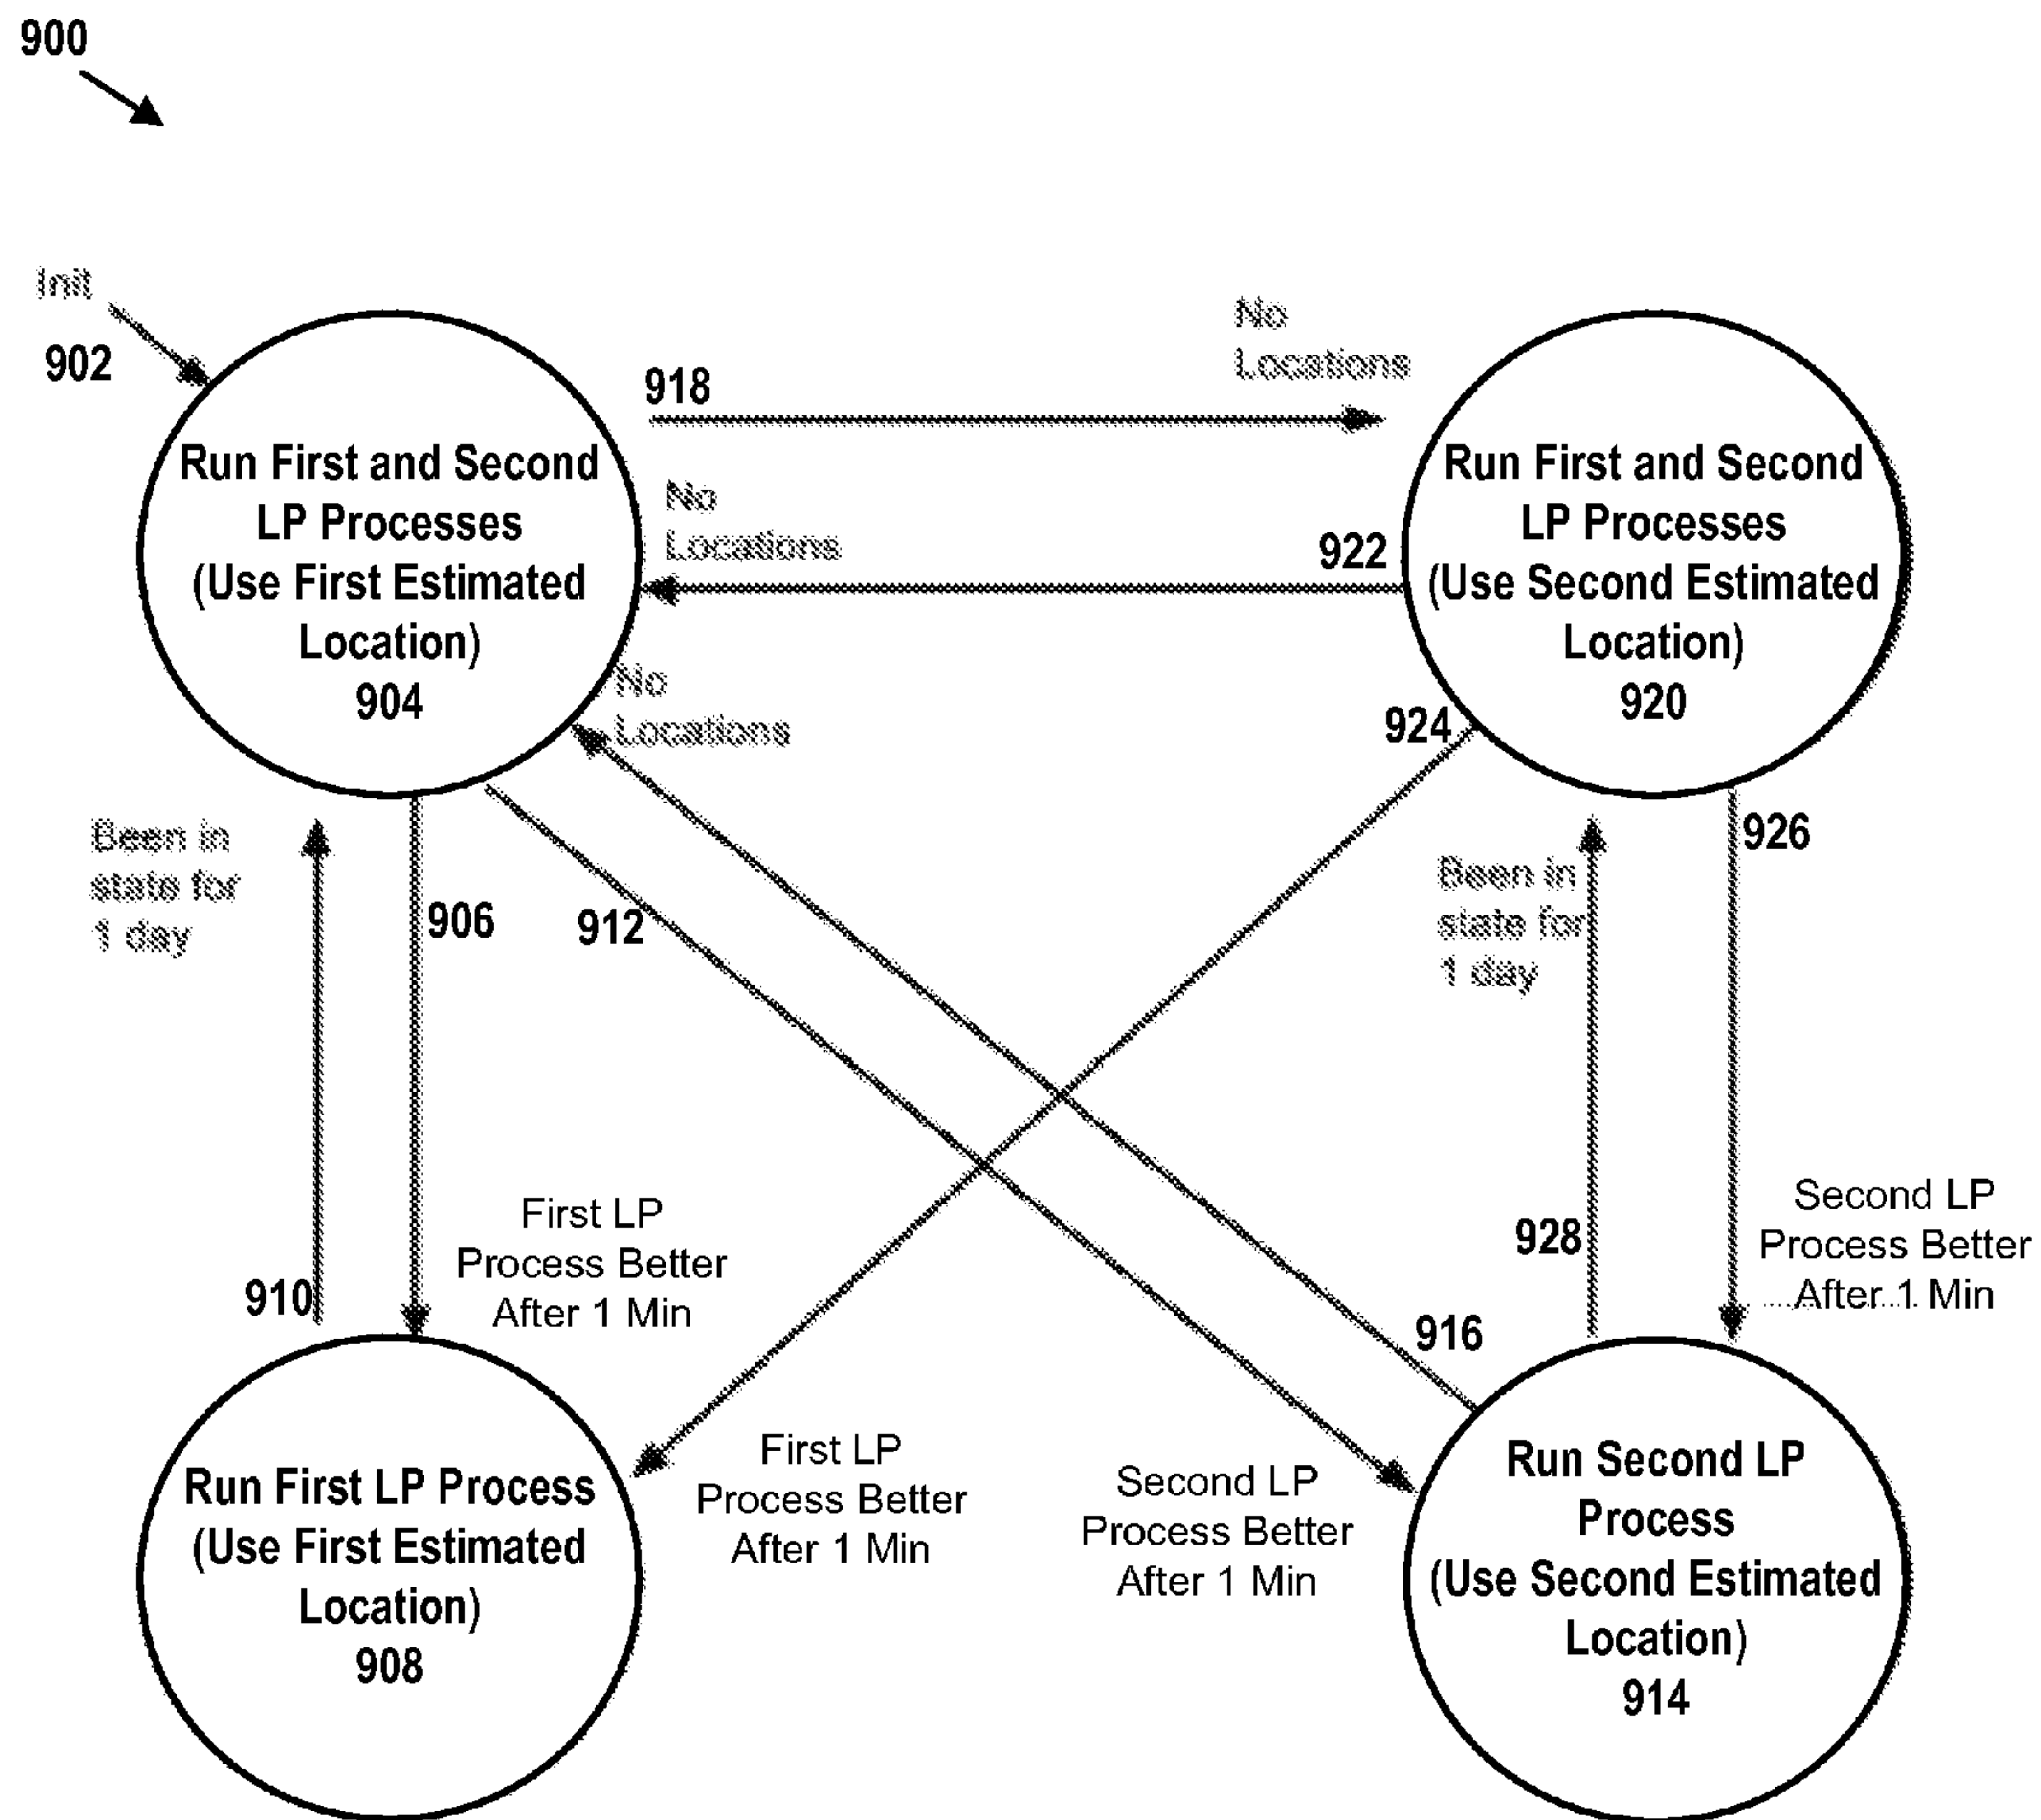 900
Init
902
918
No
Locations
Run First and Second
LP Processes
(Use First Estimated
Location)
904
No
Locations
922
Run First and Second
LP Processes
(Use Second Estimated
Location)
920
No
Locations
924
Been in
state for
1 day
906
912
Been in
state for
1 day
926
910
First LP
Process Better
After 1 Min
928
Second LP
Process Better
After 1 Min
916
Run First LP Process
(Use First Estimated
Location)
908
First LP
Process Better
After 1 Min
Second LP
Process Better
After 1 Min
Run Second LP
Process
(Use Second Estimated
Location)
914